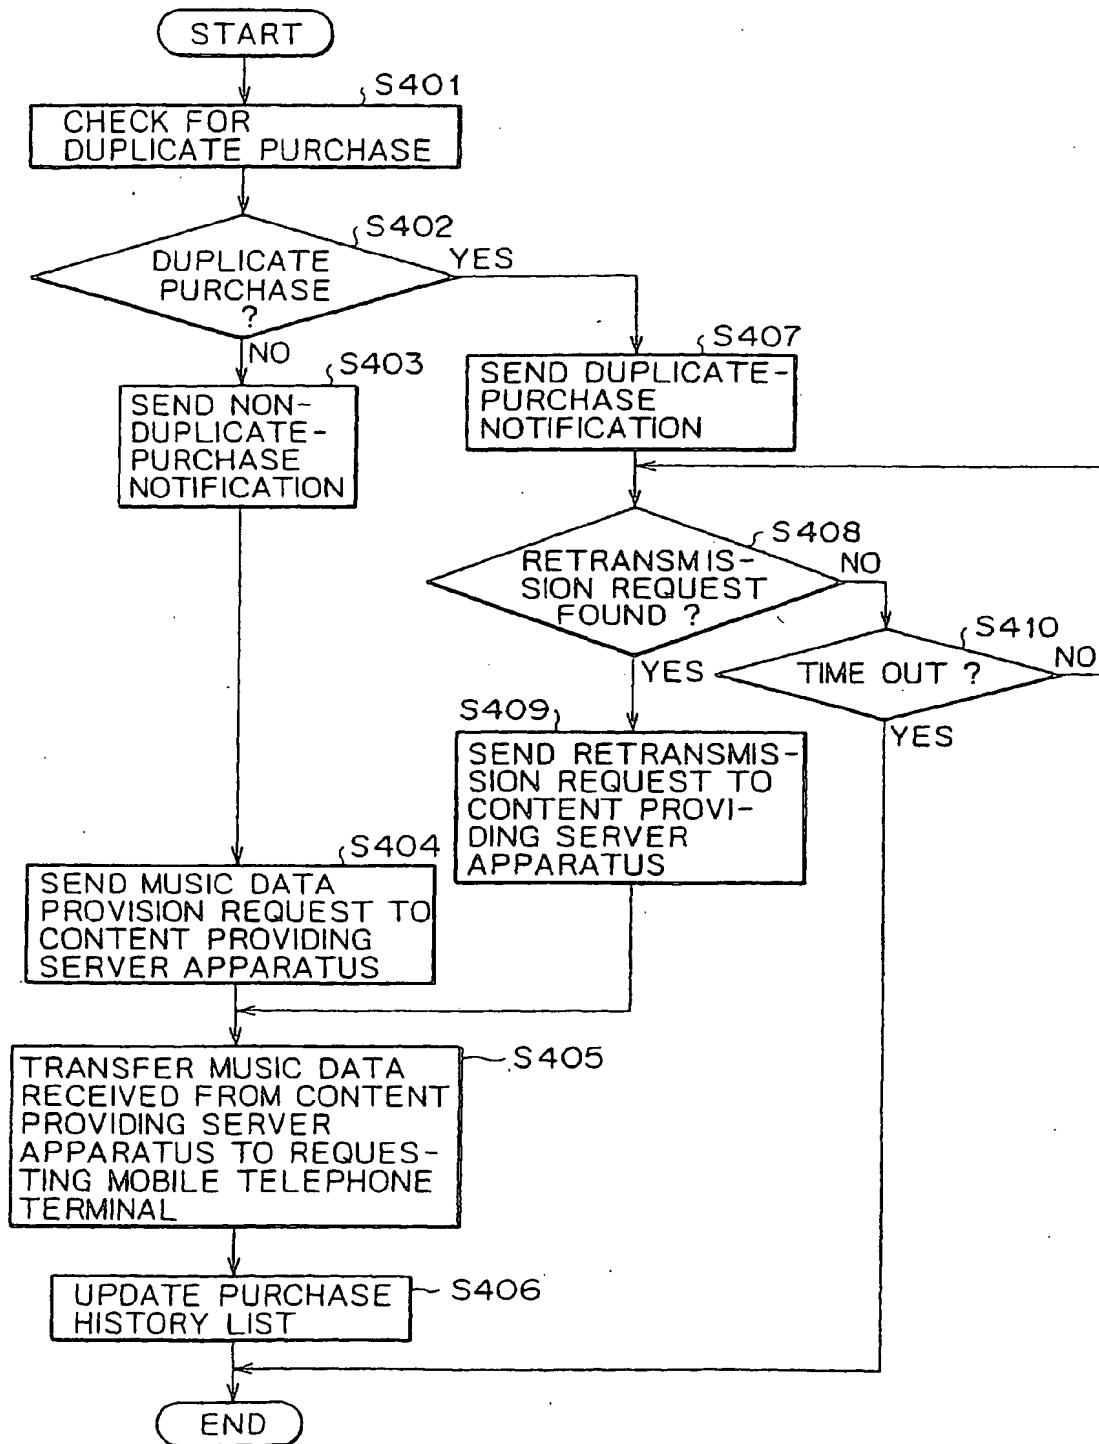 START
S401
CHECK FOR
DUPLICATE PURCHASE
S402
DUPLICATE
PURCHASE
?
YES
NO
S403
SEND NON-
DUPLICATE-
PURCHASE
NOTIFICATION
S407
SEND DUPLICATE-
PURCHASE
NOTIFICATION
S408
RETRANSMIS-
SION REQUEST
FOUND ?
NO
YES
S410
TIME OUT ?
NO
YES
S409
SEND RETRANSMIS-
SION REQUEST TO
CONTENT PROVI-
DING SERVER
APPARATUS
S404
SEND MUSIC DATA
PROVISION REQUEST TO
CONTENT PROVIDING
SERVER APPARATUS
S405
TRANSFER MUSIC DATA
RECEIVED FROM CONTENT
PROVIDING SERVER
APPARATUS TO REQUES-
TING MOBILE TELEPHONE
TERMINAL
S406
UPDATE PURCHASE
HISTORY LIST
END